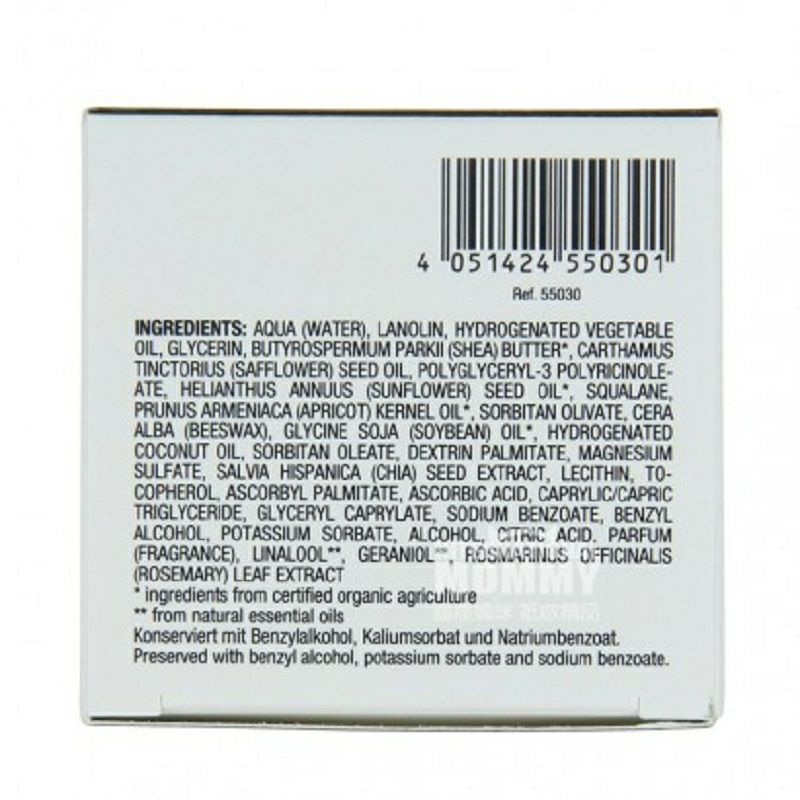 4 051424 550301
Ref. 55030
INGREDIENTS: AQUA (WATER), LANOLIN, HYDROGENATED VEGETABLE
OIL, GLYCERIN, BUTYROSPERMUM PARKII (SHEA) BUTTER*, CARTHAMUS
TINCTORIUS (SAFFLOWER) SEED OIL, POLYGLYCERYL-3 POLYRICINOLE-
ATE, HELIANTHUS ANNUUS (SUNFLOWER) SEED OIL*, SQUALANE,
PRUNUS ARMENIACA (APRICOT) KERNEL OIL*, SORBITAN OLIVATE, CERA
ALBA (BEESWAX), GLYCINE SOJA (SOYBEAN) OIL*, HYDROGENATED
COCONUT OIL, SORBITAN OLEATE, DEXTRIN PALMITATE, MAGNESIUM
SULFATE, SALVIA HISPANICA (CHIA) SEED EXTRACT, LECITHIN, TO-
COPHEROL, ASCORBYL PALMITATE, ASCORBIC ACID, CAPRYLIC/CAPRIC
TRIGLYCERIDE, GLYCERYL CAPRYLATE, SODIUM BENZOATE, BENZYL
ALCOHOL, POTASSIUM SORBATE, ALCOHOL, CITRIC ACID. PARFUM
(FRAGRANCE), LINALOOL**, GERANIOL**, ROSMARINUS OFFICINALIS
(ROSEMARY) LEAF EXTRACT
MOMMY
* ingredients from certified organic agriculture
** from natural essential oils
Konserviert mit Benzylalkohol, Kaliumsorbat und Natriumbenzoat.
Preserved with benzyl alcohol, potassium sorbate and sodium benzoate.